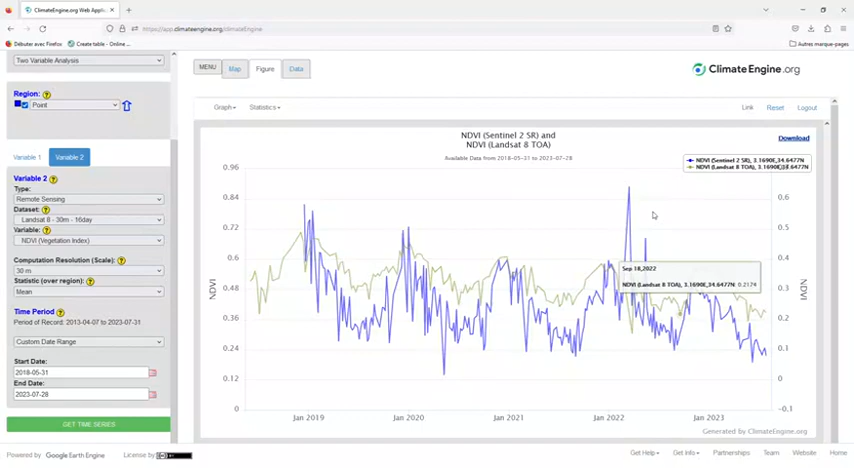 ClimateEngine.org Web Applic
https://app.climateengine.org/climateEngine
Débuter avec Firefox
Create table - Online ...
Autres marque-pages
Two Variable Analysis
Region:
Point
Variable 1
Variable 2
Variable 2
Type:
Remote Sensing
Dataset:
Landsat 8 - 30m - 16day
Variable:
NDVI (Vegetation Index)
Computation Resolution (Scale):
30 m
Statistic (over region):
Mean
Time Period
Period of Record: 2013-04-07 to 2023-07-31
Custom Date Range
Start Date:
2018-05-31
End Date:
2023-07-28
GET TIME SERIES
MENU
Map
Figure
Data
ClimateEngine.org
Graph
Statistics
Link
Reset
Logout
NDVI (Sentinel 2 SR) and
NDVI (Landsat 8 TOA)
Available Data from 2018-05-31 to 2023-07-28
Download
NDVI (Sentinel 2 SR), 3.1690E,34.6477N
NDVI (Landsat 8 TOA), 3.1690E,34.6477N
0.96
0.84
0.72
0.6
0.48
0.36
0.24
0.12
0
NDVI
0.6
0.5
0.4
0.3
0.2
0.1
0
-0.1
NDVI
Sep 18,2022
NDVI (Landsat 8 TOA), 3.1690E,34.6477N: 0.2174
Jan 2019
Jan 2020
Jan 2021
Jan 2022
Jan 2023
Generated by ClimateEngine.org
Powered by Google Earth Engine
License by
Get Help
Get Info
Partnerships
Team
Website
Home